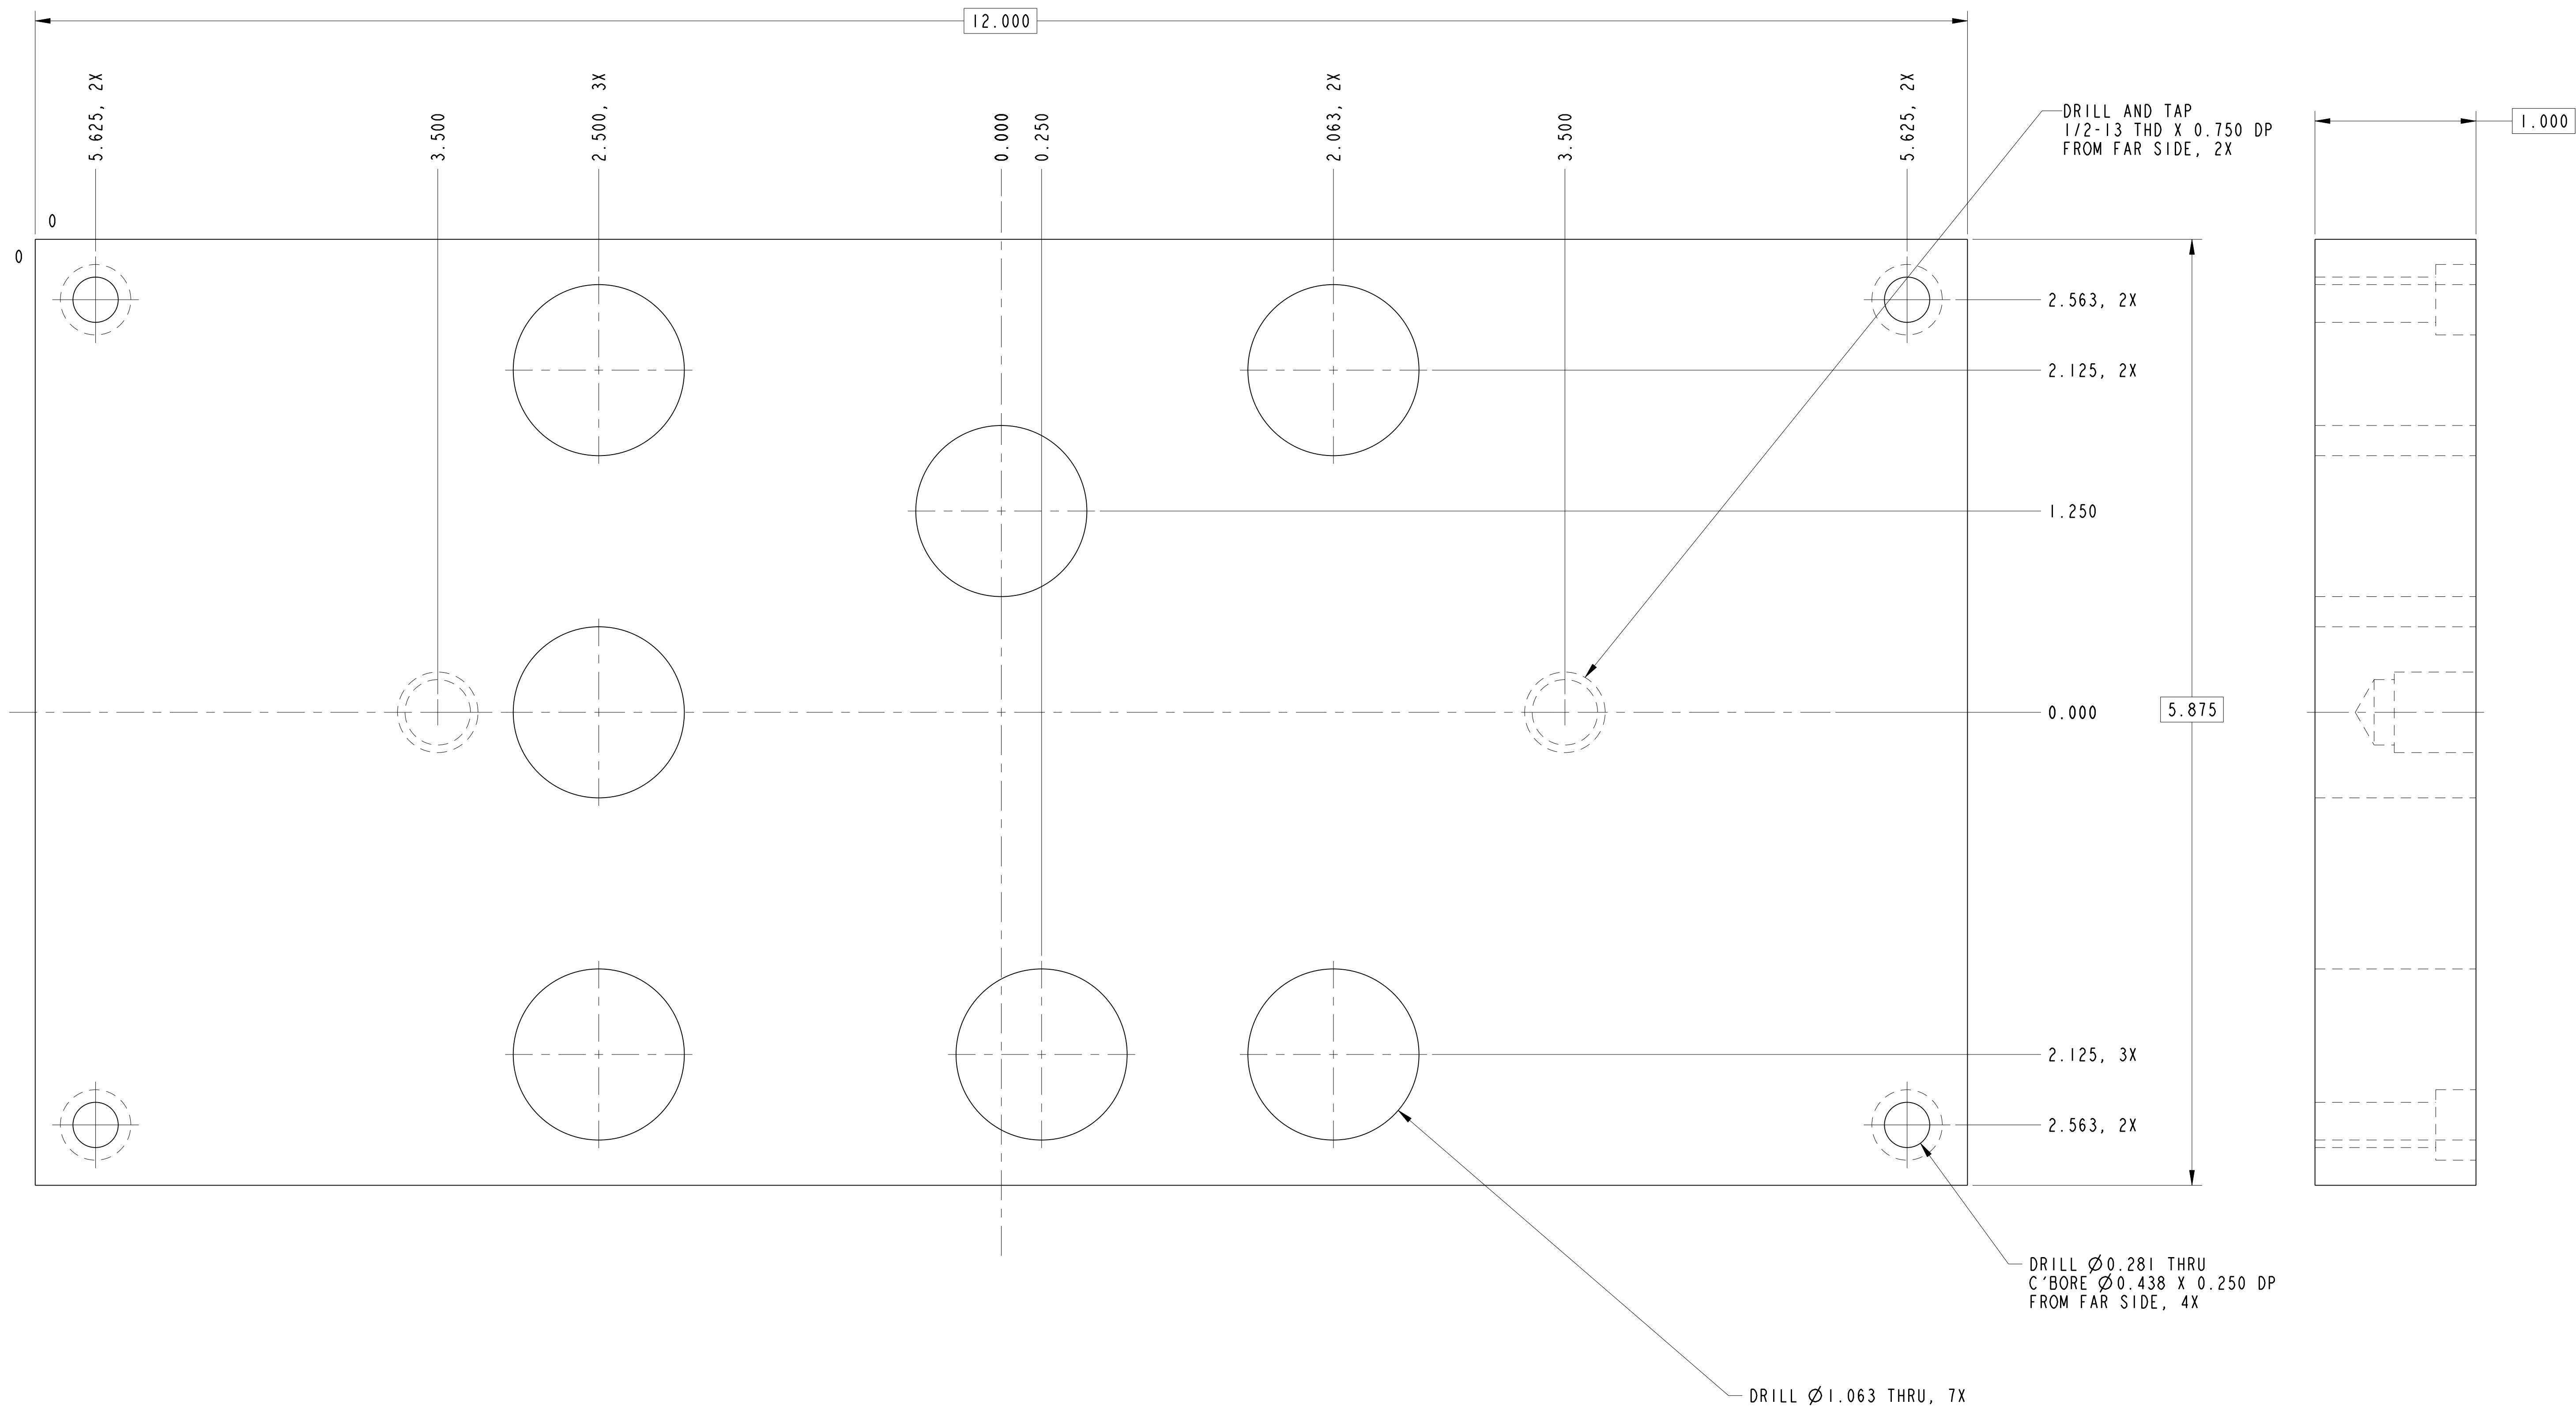 12.000
5.625, 2X
3.500
2.500, 3X
0.000
0.250
2.063, 2X
3.500
5.625, 2X
DRILL AND TAP
1/2-13 THD X 0.750 DP
FROM FAR SIDE, 2X
1.000
0
0
2.563, 2X
2.125, 2X
1.250
0.000
5.875
2.125, 3X
2.563, 2X
DRILL Ø0.281 THRU
C'BORE Ø0.438 X 0.250 DP
FROM FAR SIDE, 4X
DRILL Ø1.063 THRU, 7X